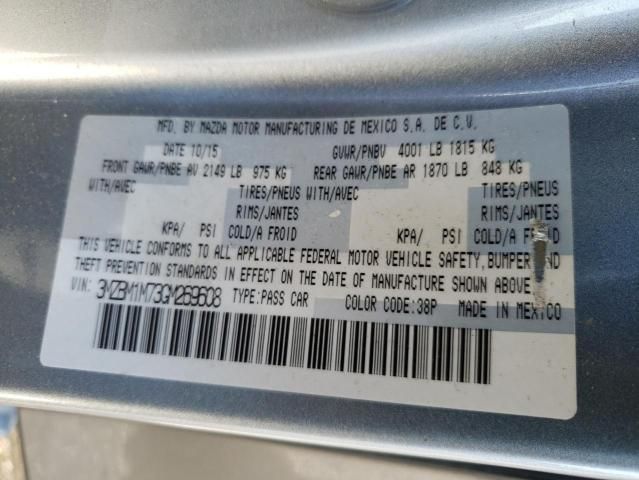 MFD. BY MAZDA MOTOR MANUFACTURING DE MEXICO S.A. DE C.V.
DATE 10/15 GVWR/PNBV 4001 LB 1815 KG
FRONT GAWR/PNBE AV 2149 LB 975 KG REAR GAWR/PNBE AR 1870 LB 848 KG
WITH/AVEC TIRES/PNEUS WITH/AVEC TIRES/PNEUS
RIMS/JANTES RIMS/JANTES
KPA/ PSI COLD/A FROID KPA/ PSI COLD/A FROID
THIS VEHICLE CONFORMS TO ALL APPLICABLE FEDERAL MOTOR VEHICLE SAFETY, BUMPER AND
THEFT PREVENTION STANDARDS IN EFFECT ON THE DATE OF MANUFACTURE SHOWN ABOVE.
VIN: 3MZBM1M73GM269608 TYPE:PASS CAR COLOR CODE:38P MADE IN MEXICO